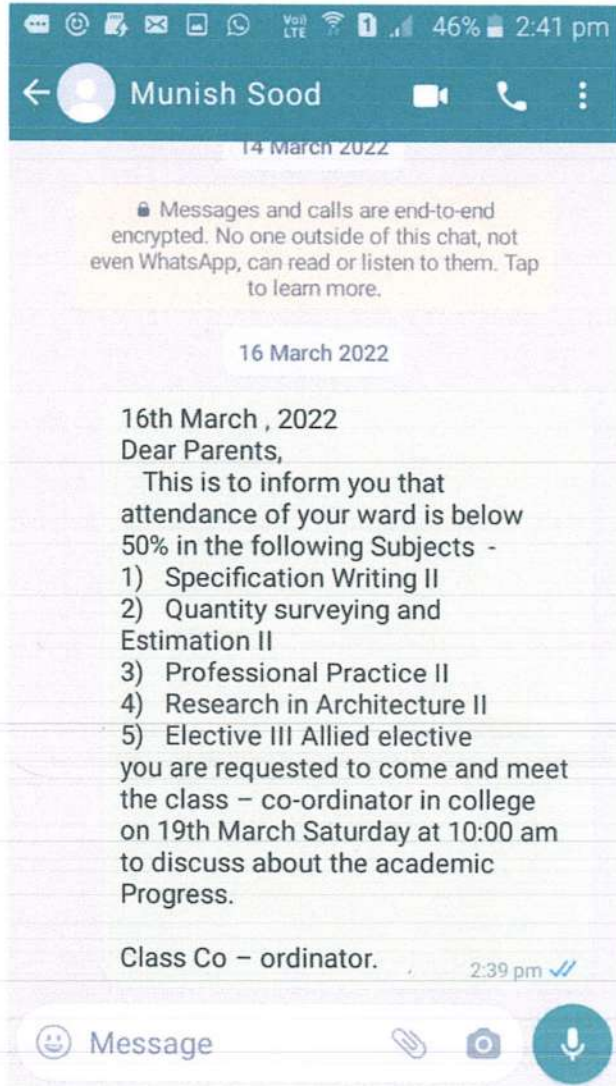 Voi) LTE 1 46% 2:41 pm
Munish Sood
14 March 2022
Messages and calls are end-to-end
encrypted. No one outside of this chat, not
even WhatsApp, can read or listen to them. Tap
to learn more.
16 March 2022
16th March , 2022
Dear Parents,
This is to inform you that
attendance of your ward is below
50% in the following Subjects -
1) Specification Writing II
2) Quantity surveying and
Estimation II
3) Professional Practice II
4) Research in Architecture II
5) Elective III Allied elective
you are requested to come and meet
the class – co-ordinator in college
on 19th March Saturday at 10:00 am
to discuss about the academic
Progress.
Class Co – ordinator.
2:39 pm
Message